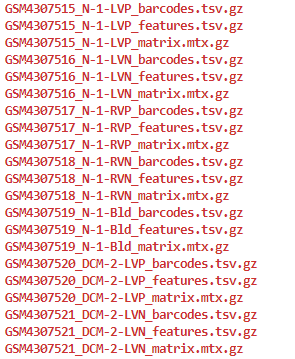 GSM4307515_N-1-LVP_barcodes.tsv.gz
GSM4307515_N-1-LVP_features.tsv.gz
GSM4307515_N-1-LVP_matrix.mtx.gz
GSM4307516_N-1-LVN_barcodes.tsv.gz
GSM4307516_N-1-LVN_features.tsv.gz
GSM4307516_N-1-LVN_matrix.mtx.gz
GSM4307517_N-1-RVP_barcodes.tsv.gz
GSM4307517_N-1-RVP_features.tsv.gz
GSM4307517_N-1-RVP_matrix.mtx.gz
GSM4307518_N-1-RVN_barcodes.tsv.gz
GSM4307518_N-1-RVN_features.tsv.gz
GSM4307518_N-1-RVN_matrix.mtx.gz
GSM4307519_N-1-Bld_barcodes.tsv.gz
GSM4307519_N-1-Bld_features.tsv.gz
GSM4307519_N-1-Bld_matrix.mtx.gz
GSM4307520_DCM-2-LVP_barcodes.tsv.gz
GSM4307520_DCM-2-LVP_features.tsv.gz
GSM4307520_DCM-2-LVP_matrix.mtx.gz
GSM4307521_DCM-2-LVN_barcodes.tsv.gz
GSM4307521_DCM-2-LVN_features.tsv.gz
GSM4307521_DCM-2-LVN_matrix.mtx.gz